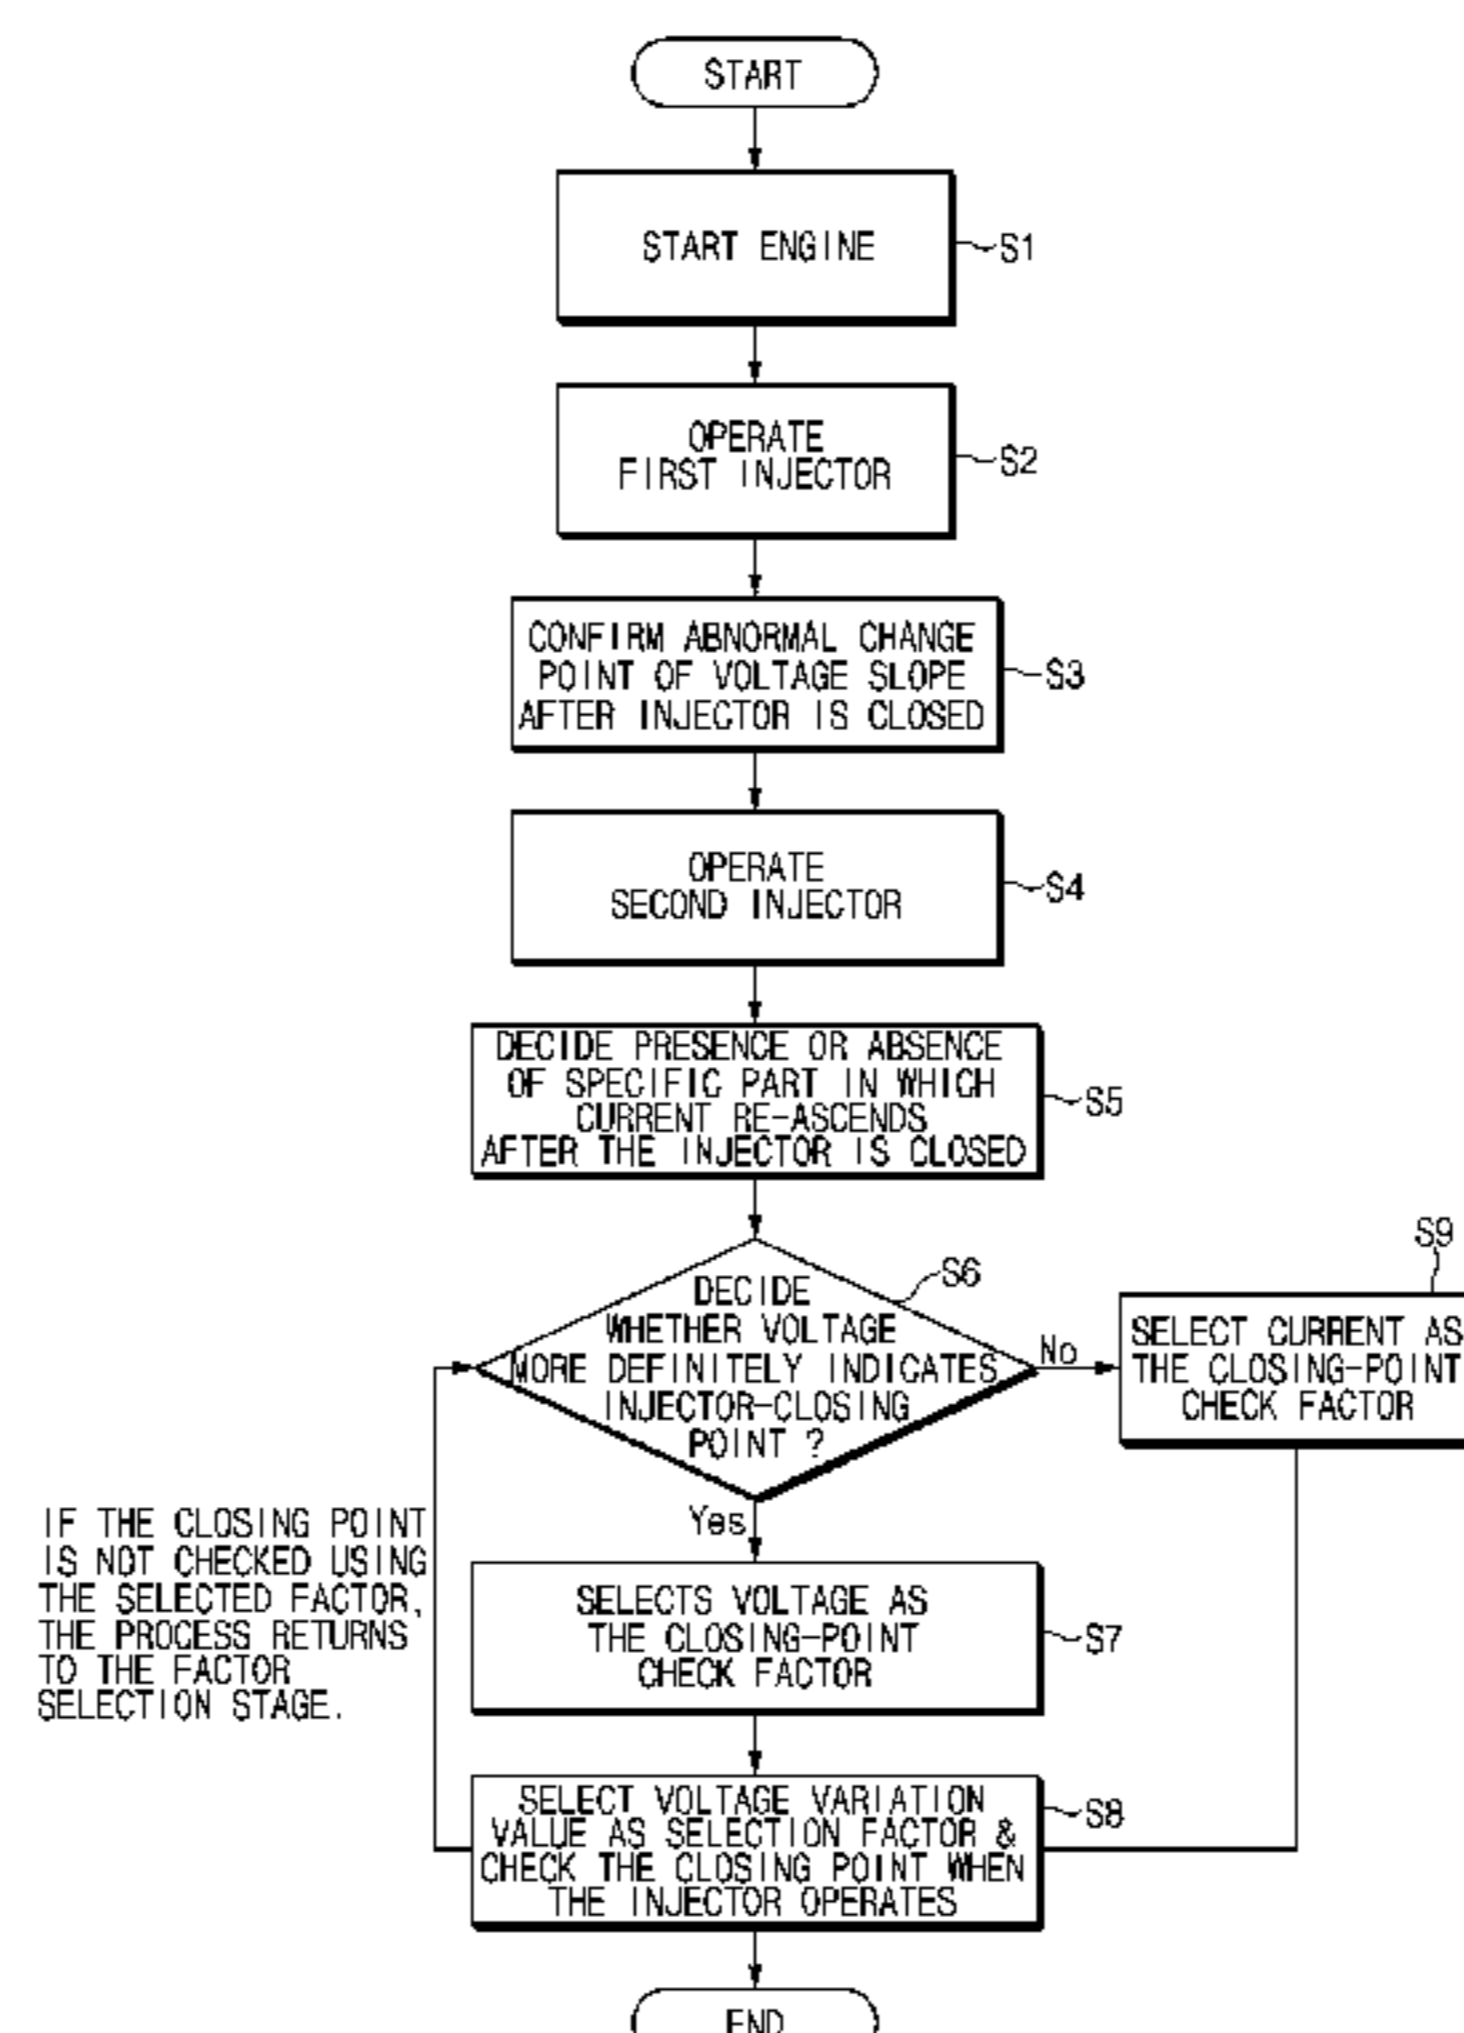 START
START ENGINE
S1
OPERATE
FIRST INJECTOR
S2
CONFIRM ABNORMAL CHANGE
POINT OF VOLTAGE SLOPE
AFTER INJECTOR IS CLOSED
S3
OPERATE
SECOND INJECTOR
S4
DECIDE PRESENCE OR ABSENCE
OF SPECIFIC PART IN WHICH
CURRENT RE-ASCENDS
AFTER THE INJECTOR IS CLOSED
S5
DECIDE
WHETHER VOLTAGE
MORE DEFINITELY INDICATES
INJECTOR-CLOSING
POINT ?
S6
No
S9
SELECT CURRENT AS
THE CLOSING-POINT
CHECK FACTOR
Yes
IF THE CLOSING POINT
IS NOT CHECKED USING
THE SELECTED FACTOR,
THE PROCESS RETURNS
TO THE FACTOR
SELECTION STAGE.
SELECTS VOLTAGE AS
THE CLOSING-POINT
CHECK FACTOR
S7
SELECT VOLTAGE VARIATION
VALUE AS SELECTION FACTOR &
CHECK THE CLOSING POINT WHEN
THE INJECTOR OPERATES
S8
END